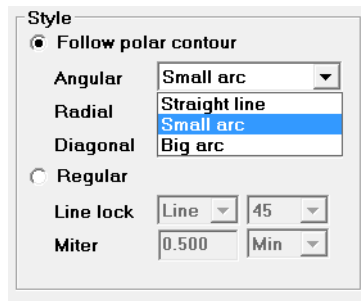 Style
Follow polar contour
Angular Small arc
Radial Straight line
Small arc
Diagonal Big arc
Regular
Line lock Line 45
Miter 0.500 Min